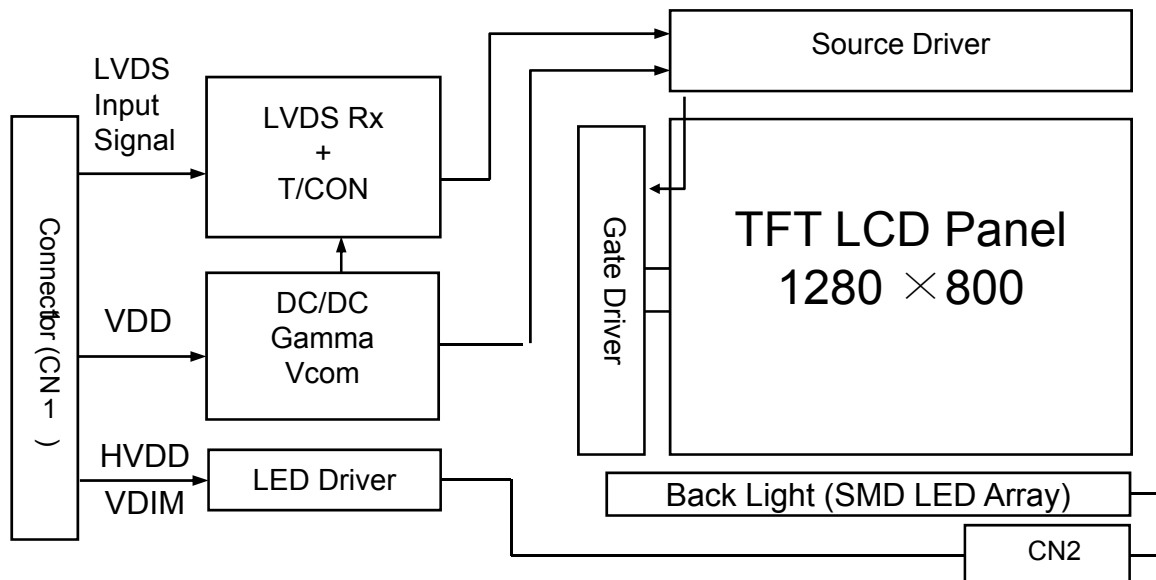 Source Driver
LVDS
Input
Signal
LVDS Rx
+
T/CON
Connector (CN1)
Gate Driver
TFT LCD Panel
1280 × 800
VDD
DC/DC
Gamma
Vcom
HVDD
VDIM
LED Driver
Back Light (SMD LED Array)
CN2